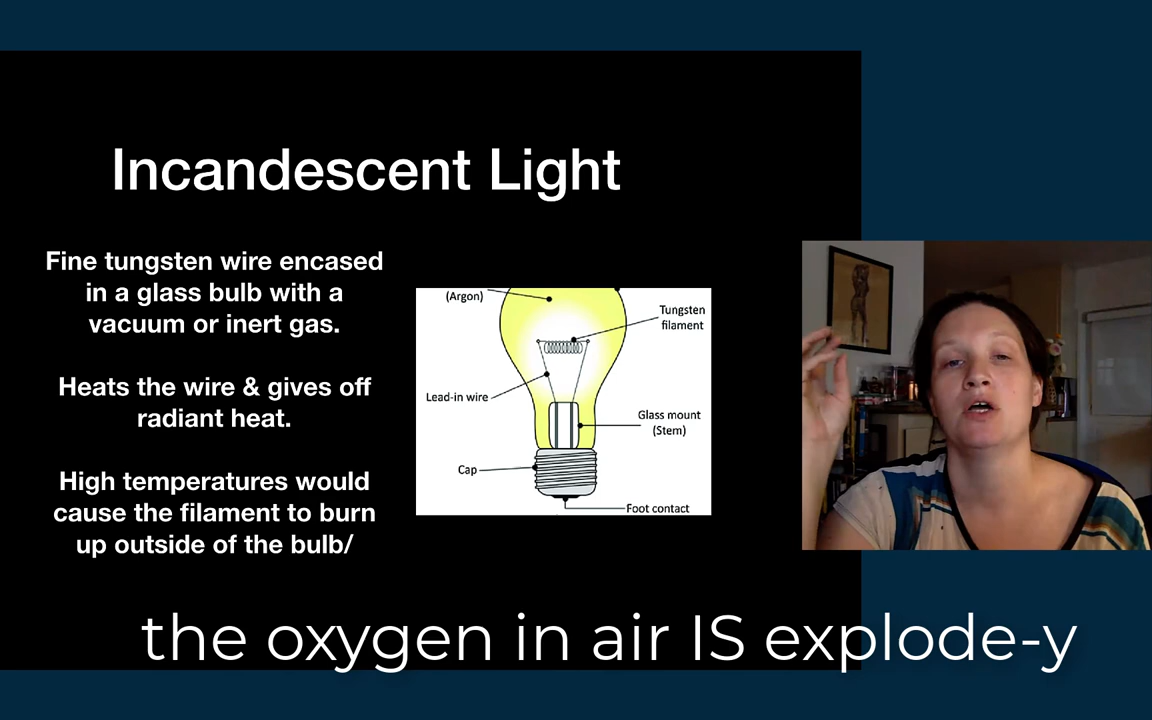 Incandescent Light
Fine tungsten wire encased
in a glass bulb with a
vacuum or inert gas.
Heats the wire & gives off
radiant heat.
High temperatures would
cause the filament to burn
up outside of the bulb/
(Argon)
Tungsten
filament
Lead-in wire
Glass mount
(Stem)
Cap
Foot contact
the oxygen in air IS explode-y